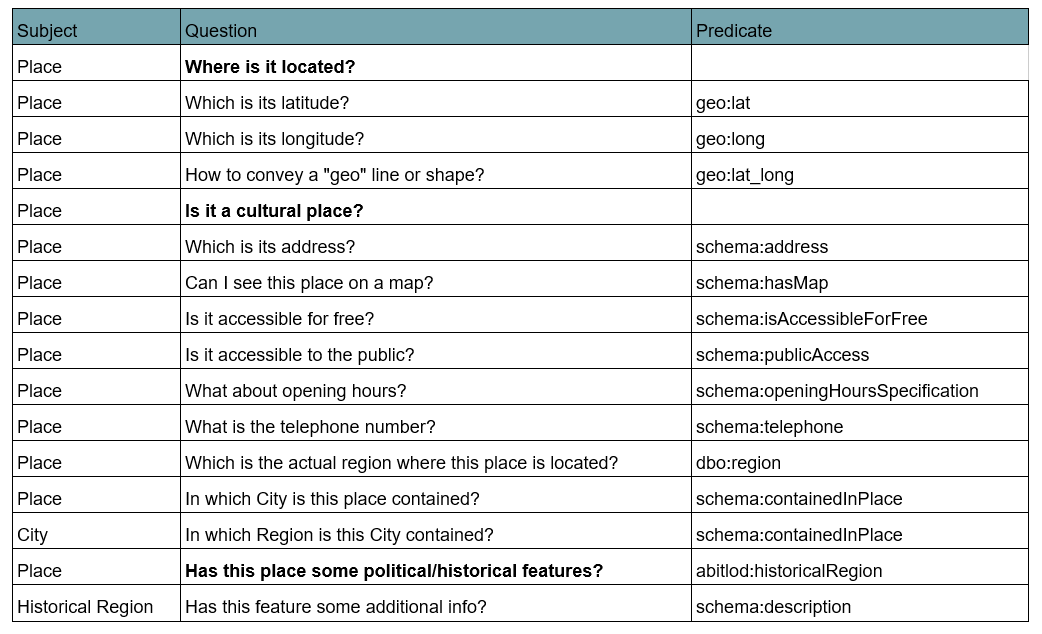 Subject Question Predicate
Place Where is it located?
Place Which is its latitude? geo:lat
Place Which is its longitude? geo:long
Place How to convey a "geo" line or shape? geo:lat_long
Place Is it a cultural place?
Place Which is its address? schema:address
Place Can I see this place on a map? schema:hasMap
Place Is it accessible for free? schema:isAccessibleForFree
Place Is it accessible to the public? schema:publicAccess
Place What about opening hours? schema:openingHoursSpecification
Place What is the telephone number? schema:telephone
Place Which is the actual region where this place is located? dbo:region
Place In which City is this place contained? schema:containedInPlace
City In which Region is this City contained? schema:containedInPlace
Place Has this place some political/historical features? abitlod:historicalRegion
Historical Region Has this feature some additional info? schema:description